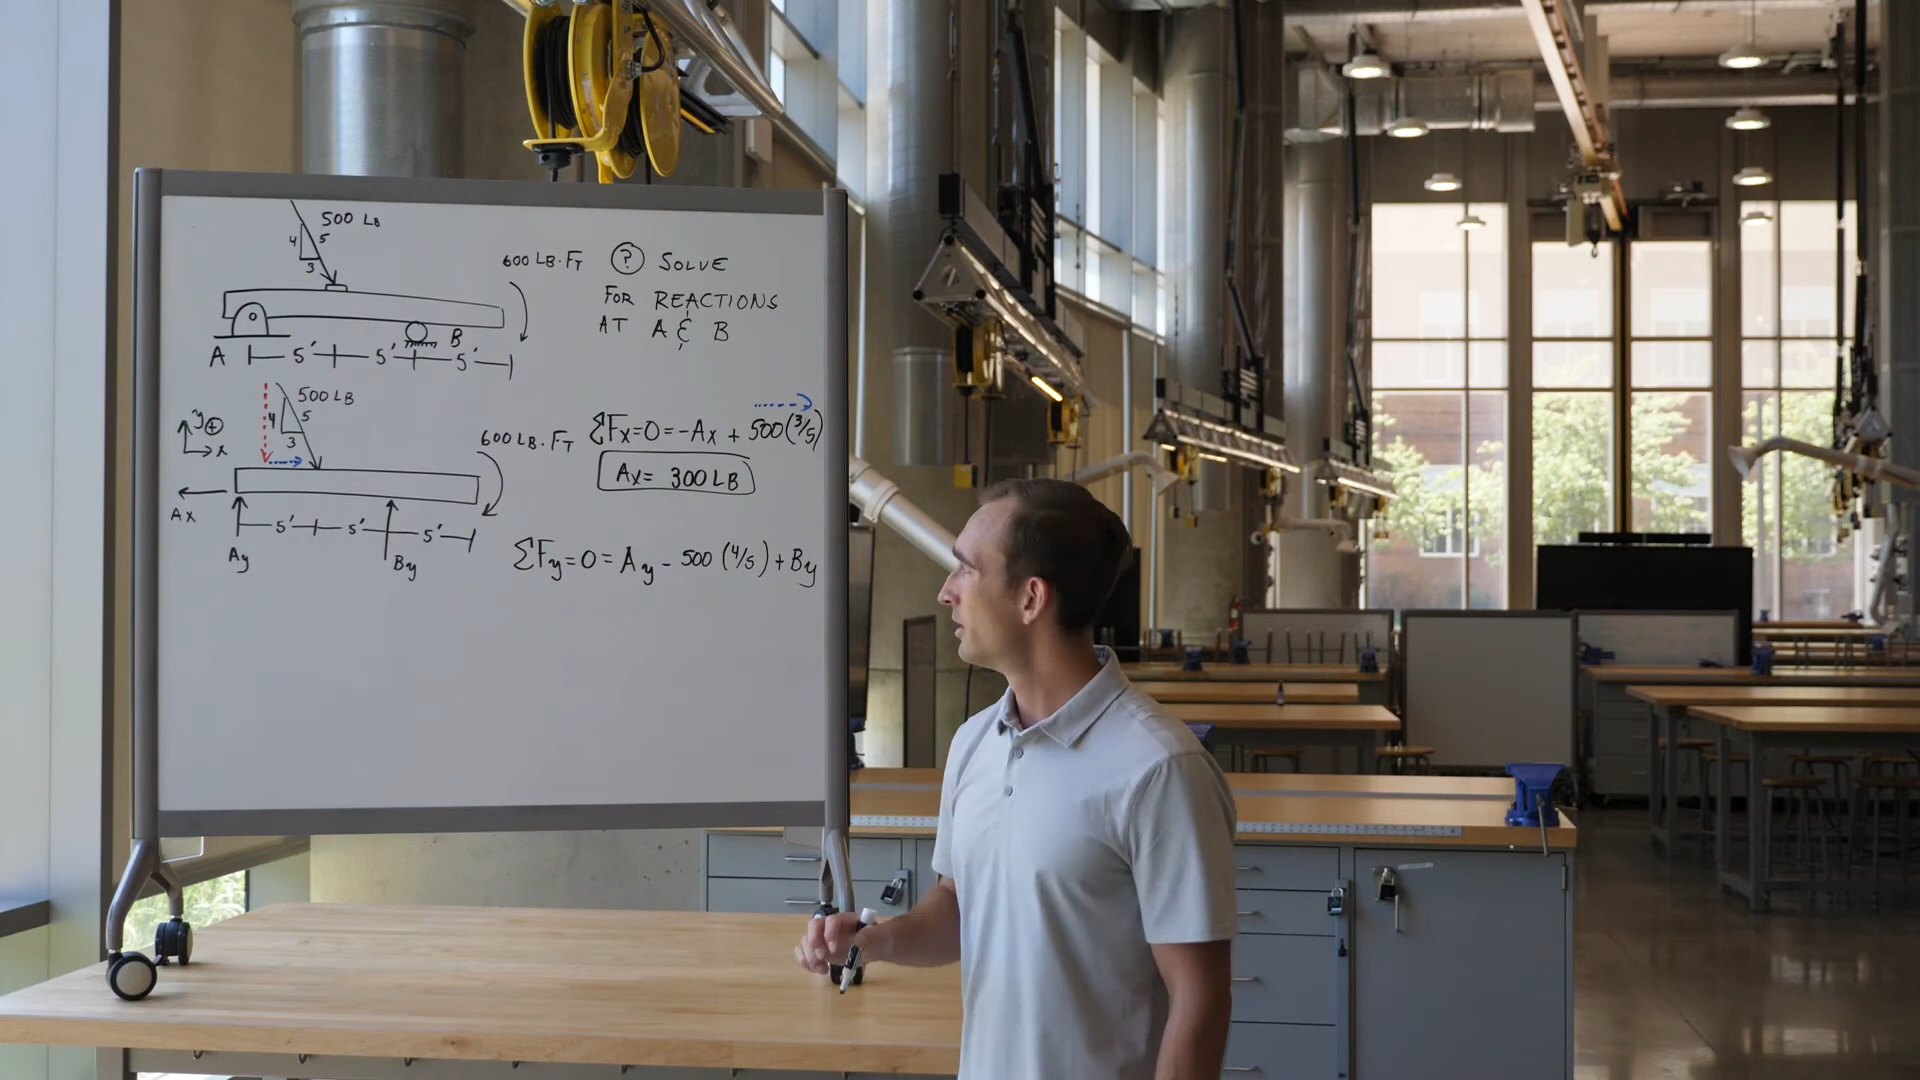 500 LB
4 5
3
600 LB·FT
? SOLVE
FOR REACTIONS
AT A & B
A 5' 5' B 5'
500 LB
4 5
3
y +
x
600 LB·FT
ΣFx=0=-Ax + 500(3/5)
Ax= 300 LB
Ax
5' 5' 5'
Ay
By
ΣFy=0= Ay - 500 (4/5) + By